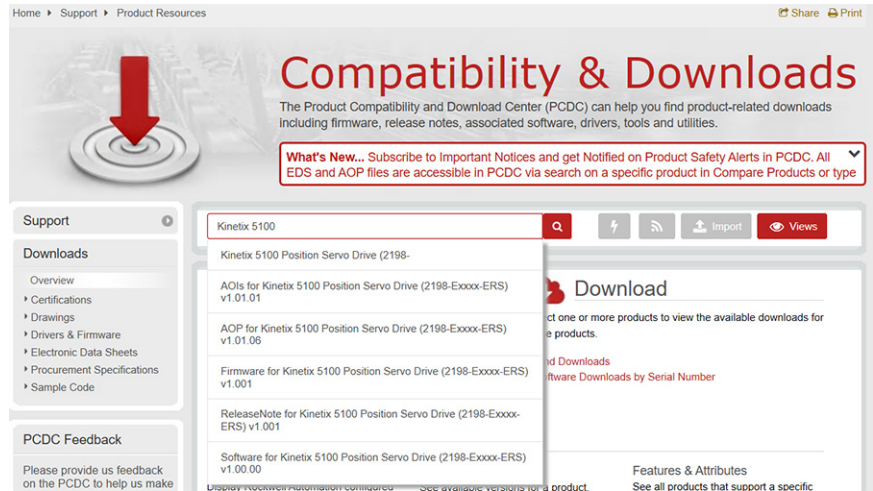 Home ▸ Support ▸ Product Resources
Share Print
Compatibility & Downloads
The Product Compatibility and Download Center (PCDC) can help you find product-related downloads
including firmware, release notes, associated software, drivers, tools and utilities.
What's New... Subscribe to Important Notices and get Notified on Product Safety Alerts in PCDC. All
EDS and AOP files are accessible in PCDC via search on a specific product in Compare Products or type
Support
Downloads
Overview
Certifications
Drawings
Drivers & Firmware
Electronic Data Sheets
Procurement Specifications
Sample Code
PCDC Feedback
Please provide us feedback
on the PCDC to help us make
Kinetix 5100
Import
Views
Kinetix 5100 Position Servo Drive (2198-
AOIs for Kinetix 5100 Position Servo Drive (2198-Exxxx-ERS)
v1.01.01
AOP for Kinetix 5100 Position Servo Drive (2198-Exxxx-ERS)
v1.01.06
Firmware for Kinetix 5100 Position Servo Drive (2198-Exxxx-ERS)
v1.001
ReleaseNote for Kinetix 5100 Position Servo Drive (2198-Exxxx-
ERS) v1.001
Software for Kinetix 5100 Position Servo Drive (2198-Exxxx-ERS)
v1.00.00
Download
one or more products to view the available downloads for
products.
Downloads
Downloads by Serial Number
Display Rockwell Automation configured
See available versions for a product.
Features & Attributes
See all products that support a specific